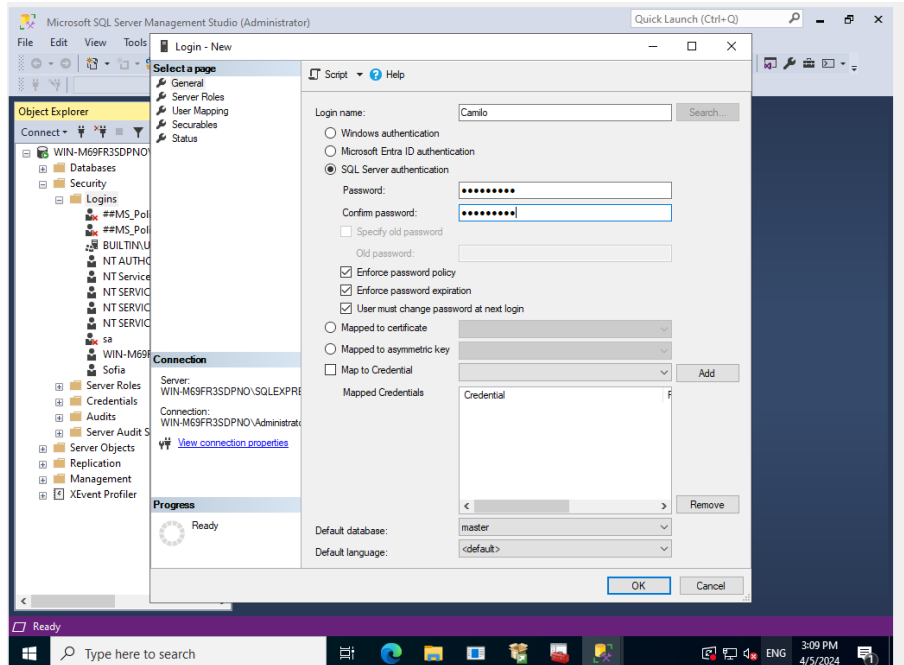 Microsoft SQL Server Management Studio (Administrator)
Quick Launch (Ctrl+Q)
File Edit View Tools
Login - New
Select a page
General
Server Roles
User Mapping
Securables
Status
Script Help
Login name: Camilo Search...
Windows authentication
Microsoft Entra ID authentication
SQL Server authentication
Password: ●●●●●●●●●
Confirm password: ●●●●●●●●●
Specify old password
Old password:
Enforce password policy
Enforce password expiration
User must change password at next login
Mapped to certificate
Mapped to asymmetric key
Map to Credential Add
Mapped Credentials Credential
Remove
Default database: master
Default language: <default>
OK Cancel
Connection
Server:
WIN-M69FR3SDPNO\SQLEXPRE
Connection:
WIN-M69FR3SDPNO\Administrato
View connection properties
Progress
Ready
Object Explorer
Connect
WIN-M69FR3SDPNO\
Databases
Security
Logins
##MS_Poli
##MS_Poli
BUILTIN\U
NT AUTHO
NT Service
NT SERVIC
NT SERVIC
NT SERVIC
sa
WIN-M69F
Sofia
Server Roles
Credentials
Audits
Server Audit S
Server Objects
Replication
Management
XEvent Profiler
Ready
Type here to search
ENG
3:09 PM
4/5/2024